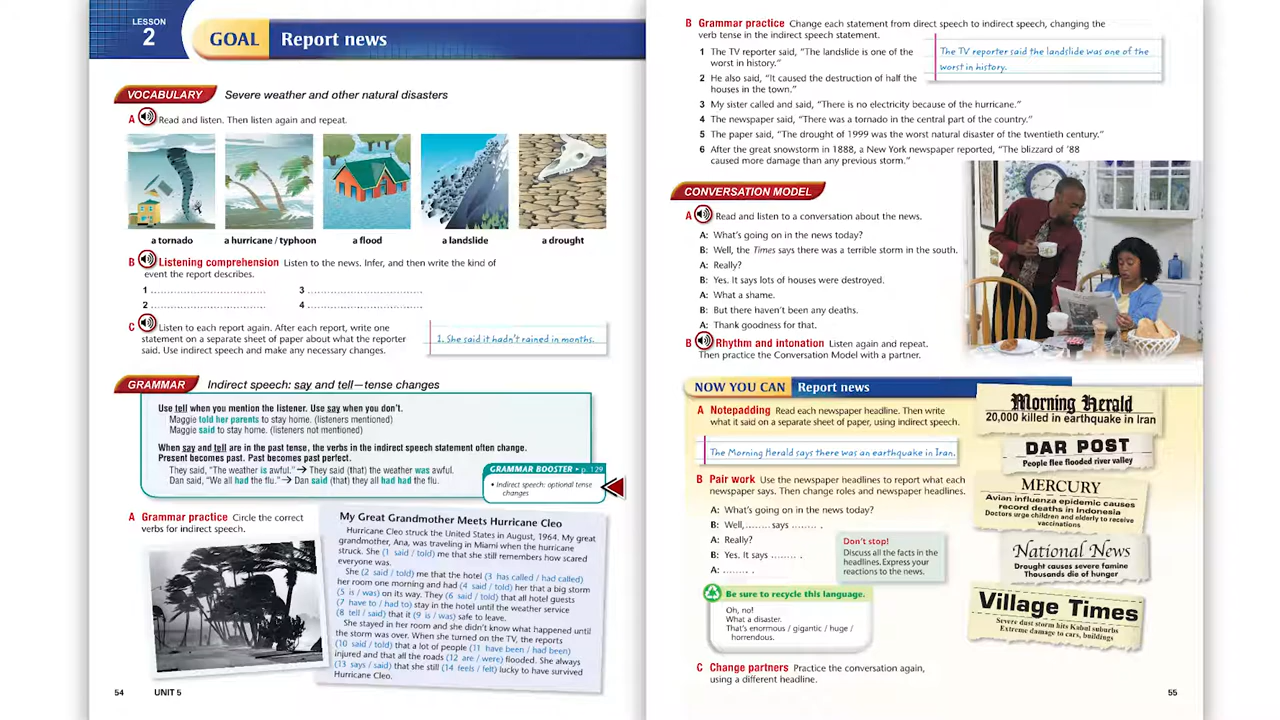 LESSON
2
GOAL Report news
VOCABULARY Severe weather and other natural disasters
A Read and listen. Then listen again and repeat.
a tornado
a hurricane / typhoon
a flood
a landslide
a drought
B Listening comprehension Listen to the news. Infer, and then write the kind of
event the report describes.
1 ................................
3 ................................
2 ................................
4 ................................
C Listen to each report again. After each report, write one
statement on a separate sheet of paper about what the reporter
said. Use indirect speech and make any necessary changes.
1. She said it hadn't rained in months.
GRAMMAR Indirect speech: say and tell—tense changes
Use tell when you mention the listener. Use say when you don't.
Maggie told her parents to stay home. (listeners mentioned)
Maggie said to stay home. (listeners not mentioned)
When say and tell are in the past tense, the verbs in the indirect speech statement often change.
Present becomes past. Past becomes past perfect.
They said, "The weather is awful." → They said (that) the weather was awful.
Dan said, "We all had the flu." → Dan said (that) they all had had the flu.
GRAMMAR BOOSTER • p. 129
• Indirect speech: optional tense
changes
A Grammar practice Circle the correct
verbs for indirect speech.
My Great Grandmother Meets Hurricane Cleo
Hurricane Cleo struck the United States in August, 1964. My great
grandmother, Ana, was traveling in Miami when the hurricane
struck. She (1 said / told) me that she still remembers how scared
everyone was.
She (2 said / told) me that the hotel (3 has called / had called)
her room one morning and had (4 said / told) her that a big storm
(5 is / was) on its way. They (6 said / told) that all hotel guests
(7 have to / had to) stay in the hotel until the weather service
(8 tell / said) that it (9 is / was) safe to leave.
She stayed in her room and she didn't know what happened until
the storm was over. When she turned on the TV, the reports
(10 said / told) that a lot of people (11 have been / had been)
injured and that all the roads (12 are / were) flooded. She always
(13 says / said) that she still (14 feels / felt) lucky to have survived
Hurricane Cleo.
54 UNIT 5
B Grammar practice Change each statement from direct speech to indirect speech, changing the
verb tense in the indirect speech statement.
1 The TV reporter said, "The landslide is one of the
worst in history."
The TV reporter said the landslide was one of the
worst in history.
2 He also said, "It caused the destruction of half the
houses in the town."
3 My sister called and said, "There is no electricity because of the hurricane."
4 The newspaper said, "There was a tornado in the central part of the country."
5 The paper said, "The drought of 1999 was the worst natural disaster of the twentieth century."
6 After the great snowstorm in 1888, a New York newspaper reported, "The blizzard of '88
caused more damage than any previous storm."
CONVERSATION MODEL
A Read and listen to a conversation about the news.
A: What's going on in the news today?
B: Well, the Times says there was a terrible storm in the south.
A: Really?
B: Yes. It says lots of houses were destroyed.
A: What a shame.
B: But there haven't been any deaths.
A: Thank goodness for that.
B Rhythm and intonation Listen again and repeat.
Then practice the Conversation Model with a partner.
NOW YOU CAN Report news
A Notepadding Read each newspaper headline. Then write
what it said on a separate sheet of paper, using indirect speech.
The Morning Herald says there was an earthquake in Iran.
B Pair work Use the newspaper headlines to report what each
newspaper says. Then change roles and newspaper headlines.
A: What's going on in the news today?
B: Well, ........ says ........ .
A: Really?
B: Yes. It says ........ .
A: ........ .
Don't stop!
Discuss all the facts in the
headlines. Express your
reactions to the news.
Be sure to recycle this language.
Oh, no!
What a disaster.
That's enormous / gigantic / huge /
horrendous.
C Change partners Practice the conversation again,
using a different headline.
Morning Herald
20,000 killed in earthquake in Iran
DAR POST
People flee flooded river valley
MERCURY
Avian influenza epidemic causes
record deaths in Indonesia
Doctors urge children and elderly to receive
vaccinations
National News
Drought causes severe famine
Thousands die of hunger
Village Times
Severe dust storm hits Kabul suburbs
Extreme damage to cars, buildings
55